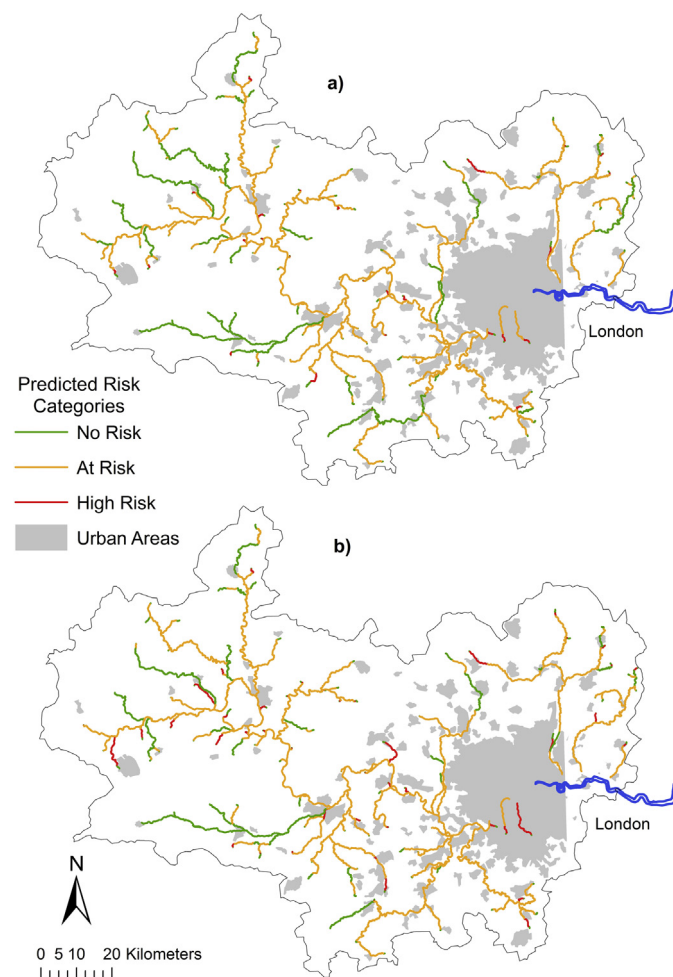 a)
London
Predicted Risk
Categories
No Risk
At Risk
High Risk
Urban Areas
b)
London
N
0 5 10 20 Kilometers